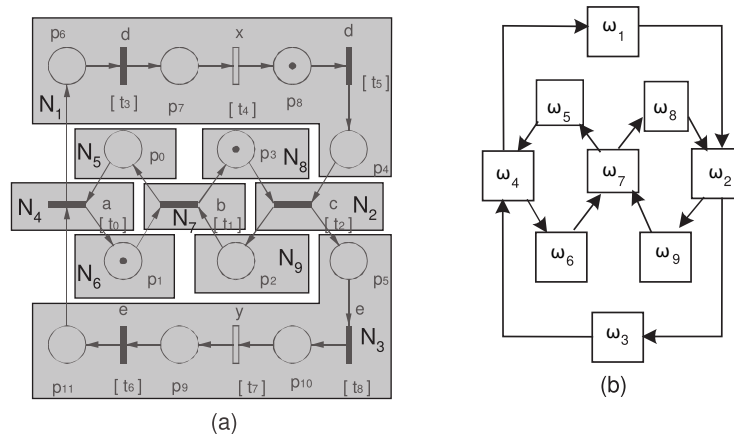 p6 d x d
N1 [ t3 ] p7 [ t4 ] p8 [ t5 ]
N5 p0 p3 N8 p4
N4 a [ t0 ] b N7 [ t1 ] c [ t2 ] N2
N6 p1 p2 N9 p5
e y e N3
p11 [ t6 ] p9 [ t7 ] p10 [ t8 ]
(a)
ω1
ω5 ω8
ω4 ω7 ω2
ω6 ω9
ω3
(b)